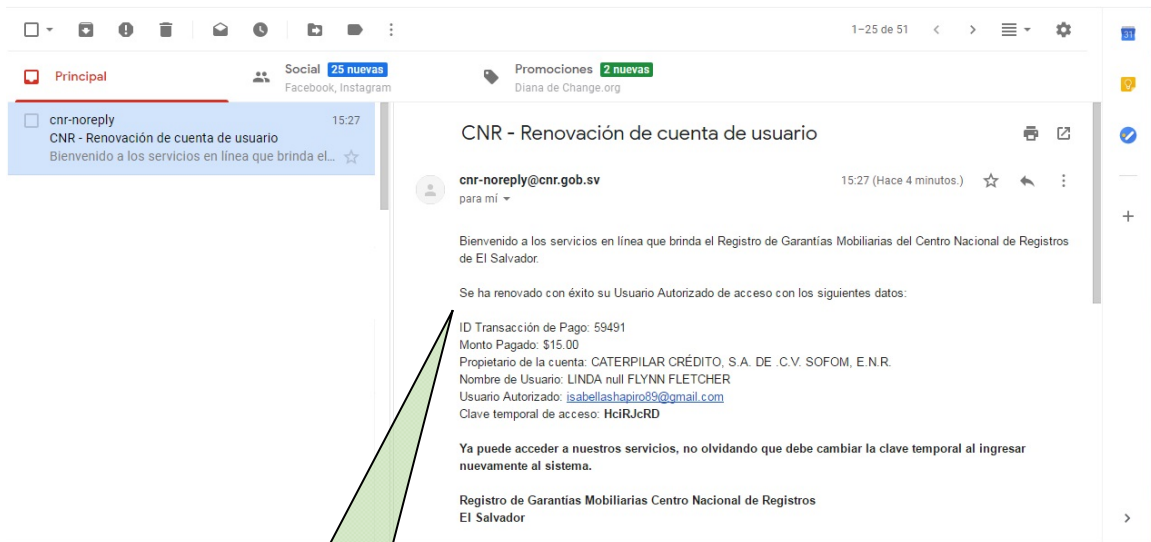 1–25 de 51
31
Principal
Social 25 nuevas
Facebook, Instagram
Promociones 2 nuevas
Diana de Change.org
cnr-noreply 15:27
CNR - Renovación de cuenta de usuario
Bienvenido a los servicios en línea que brinda el...
CNR - Renovación de cuenta de usuario
cnr-noreply@cnr.gob.sv 15:27 (Hace 4 minutos.)
para mí
Bienvenido a los servicios en línea que brinda el Registro de Garantías Mobiliarias del Centro Nacional de Registros
de El Salvador.
Se ha renovado con éxito su Usuario Autorizado de acceso con los siguientes datos:
ID Transacción de Pago: 59491
Monto Pagado: $15.00
Propietario de la cuenta: CATERPILAR CRÉDITO, S.A. DE .C.V. SOFOM, E.N.R.
Nombre de Usuario: LINDA null FLYNN FLETCHER
Usuario Autorizado: isabellashapiro89@gmail.com
Clave temporal de acceso: HciRJcRD
Ya puede acceder a nuestros servicios, no olvidando que debe cambiar la clave temporal al ingresar
nuevamente al sistema.
Registro de Garantías Mobiliarias Centro Nacional de Registros
El Salvador